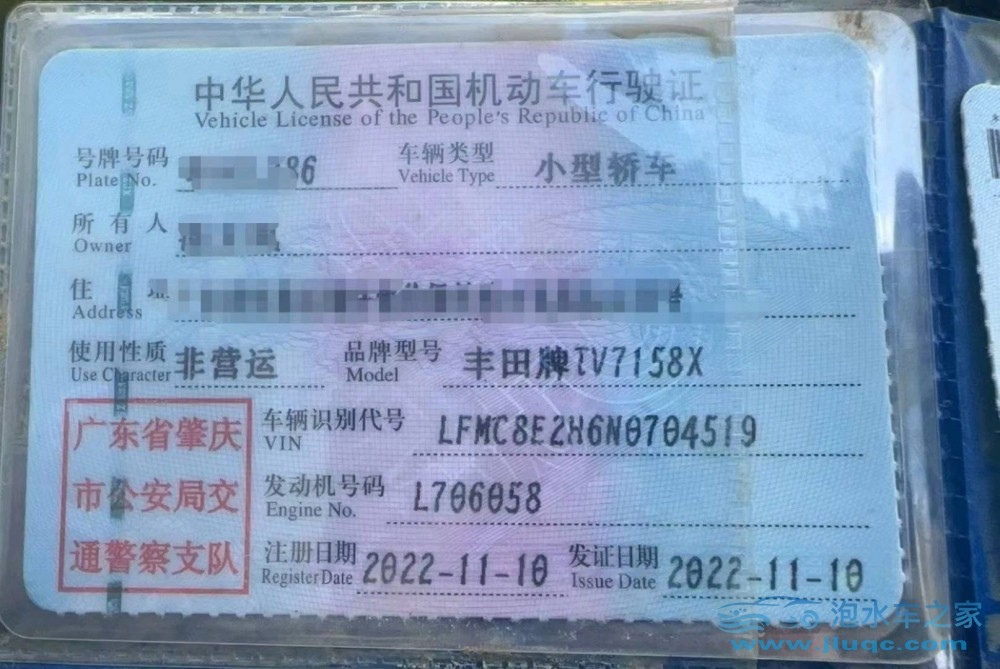 中华人民共和国机动车行驶证
Vehicle License of the People's Republic of China
号牌号码 86 车辆类型 小型轿车
Plate No. Vehicle Type
所有人
Owner
住
Address
使用性质 非营运 品牌型号 丰田牌TV7158X
Use Character Model
广东省肇庆 车辆识别代号 LFMC8E2H6N0704519
VIN
市公安局交 发动机号码 L706058
Engine No.
通警察支队 注册日期 2022-11-10 发证日期 2022-11-10
Register Date Issue Date
泡水车之家
www.jluqc.com